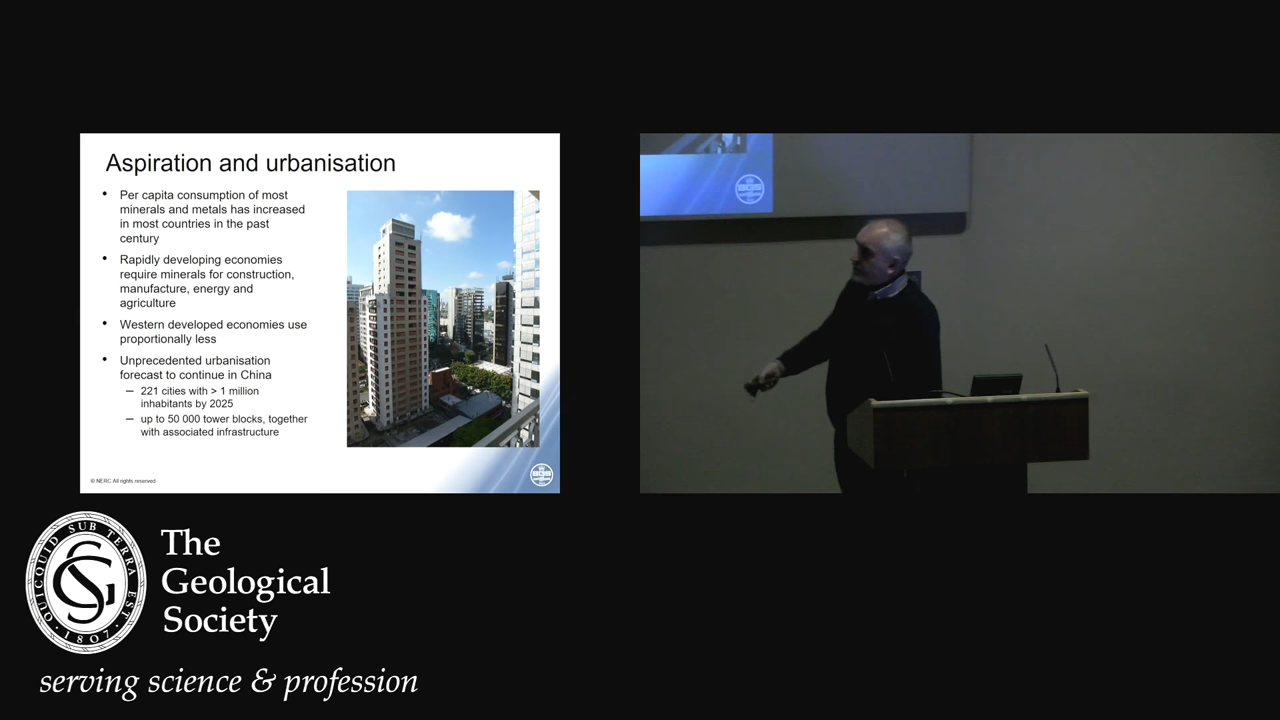 Aspiration and urbanisation
• Per capita consumption of most
minerals and metals has increased
in most countries in the past
century
• Rapidly developing economies
require minerals for construction,
manufacture, energy and
agriculture
• Western developed economies use
proportionally less
• Unprecedented urbanisation
forecast to continue in China
– 221 cities with > 1 million
inhabitants by 2025
– up to 50 000 tower blocks, together
with associated infrastructure
© NERC All rights reserved
BGS
BGS
QUICQUID SUB TERRA EST
· 1807 ·
The
Geological
Society
serving science & profession